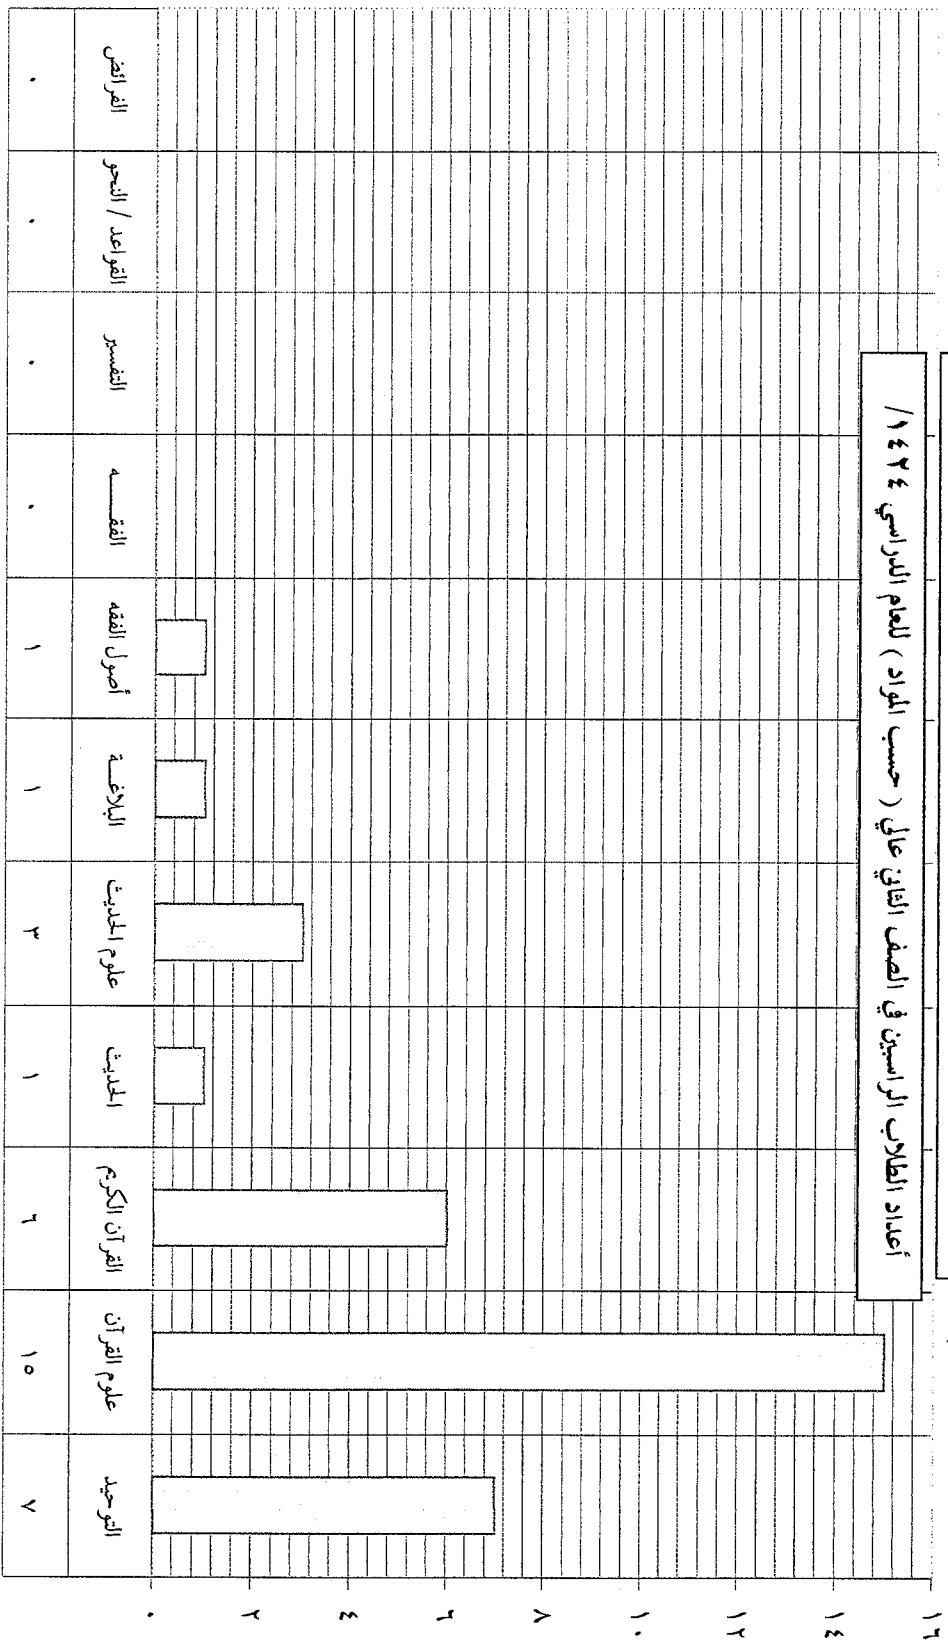 أعداد الطلاب الراسبين في الصف الثاني عالي ( حسب المواد ) للعام الدراسي ١٤٢٤/
١٦
١٤
١٢
١٠
٨
٦
٤
٢
٠
التوحيد
علوم القرآن
القرآن الكريم
الحديث
علوم الحديث
البلاغـة
أصول الفقه
الفقـــه
التفسير
القواعد / النحو
الفرائض
٧
١٥
٦
١
٣
١
١
٠
٠
٠
٠